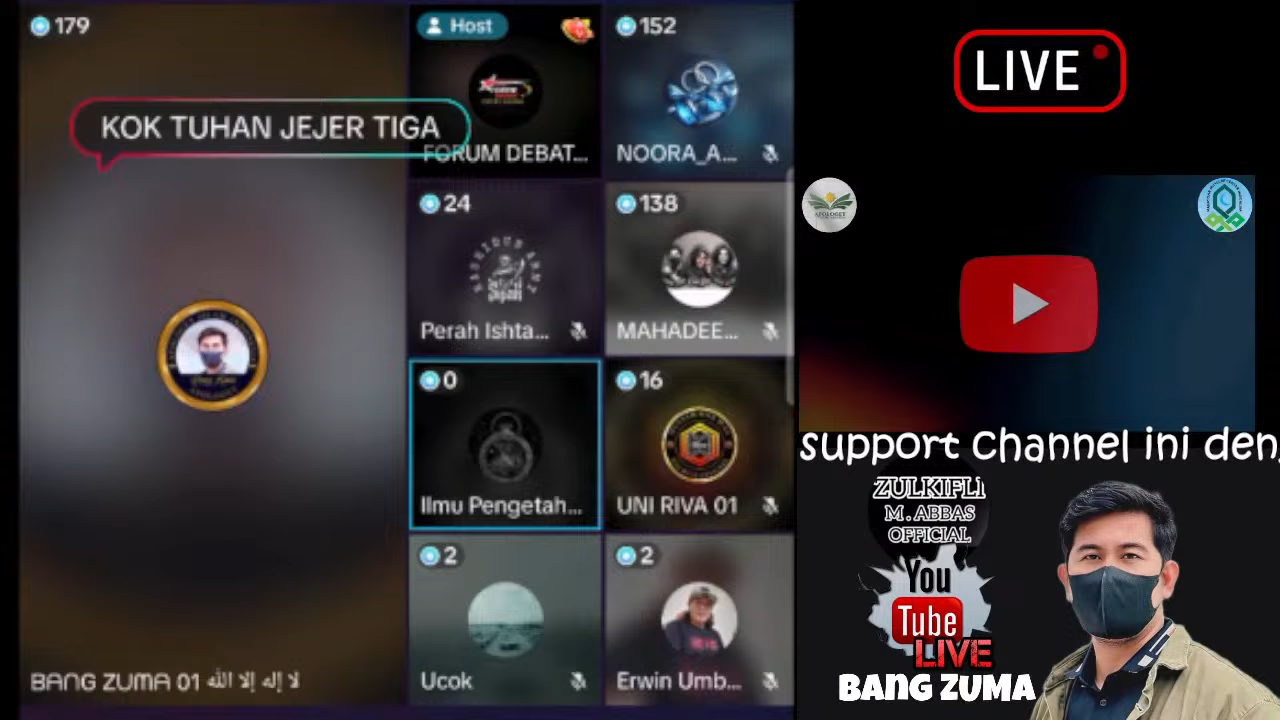 179
KOK TUHAN JEJER TIGA
BANG ZUMA 01 لا إله إلا الله
Host
FORUM DEBAT...
152
NOORA_A...
24
Perah Ishta...
138
MAHADEE...
0
Ilmu Pengetah...
16
UNI RIVA 01
2
Ucok
2
Erwin Umb...
LIVE
support channel ini den
ZULKIFLI
M. ABBAS
OFFICIAL
You
Tube
LIVE
BANG ZUMA